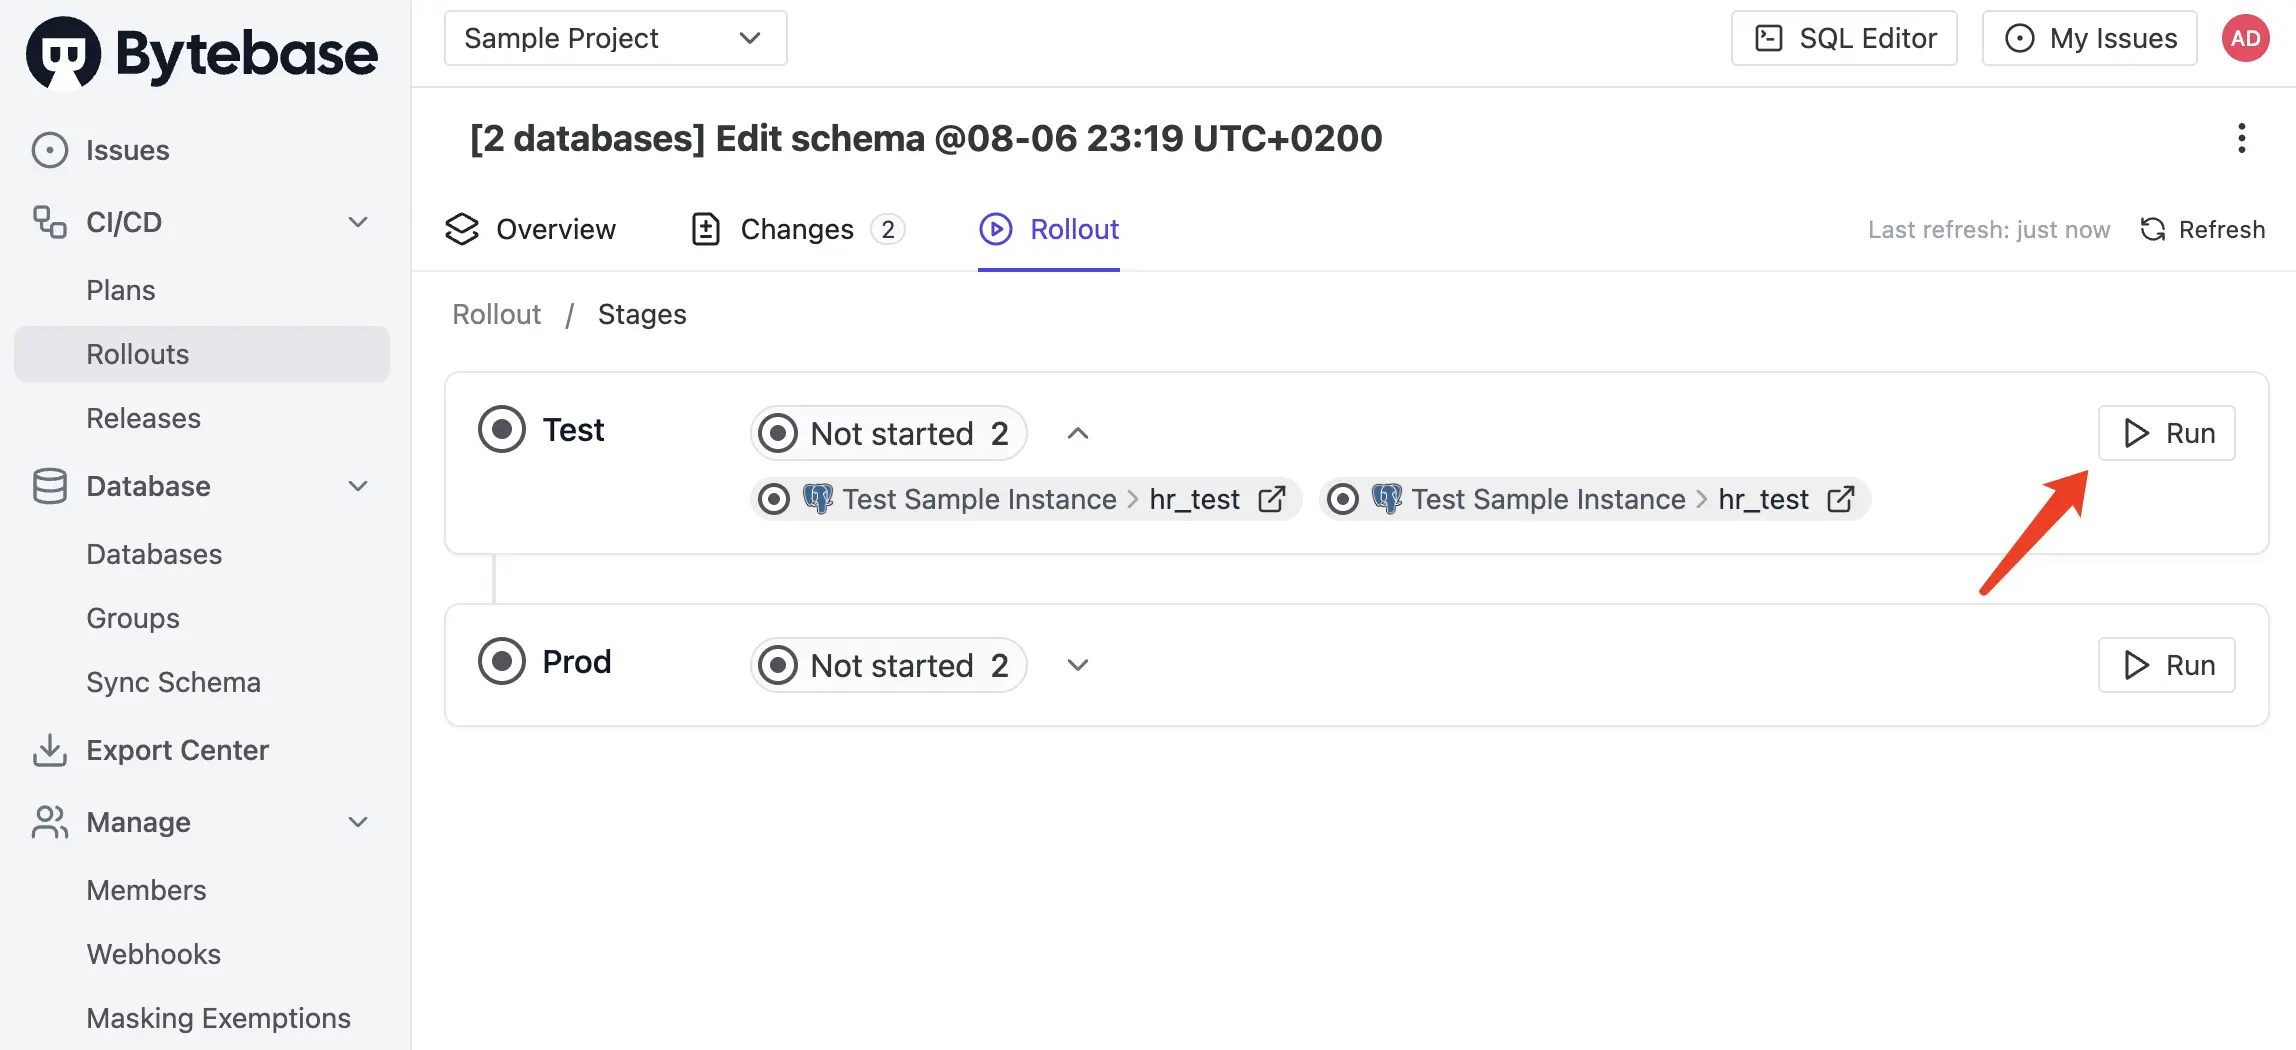 Bytebase
Sample Project
SQL Editor
My Issues
AD
Issues
CI/CD
Plans
Rollouts
Releases
Database
Databases
Groups
Sync Schema
Export Center
Manage
Members
Webhooks
Masking Exemptions
[2 databases] Edit schema @08-06 23:19 UTC+0200
Overview
Changes 2
Rollout
Last refresh: just now
Refresh
Rollout / Stages
Test
Not started 2
Run
Test Sample Instance > hr_test
Test Sample Instance > hr_test
Prod
Not started 2
Run